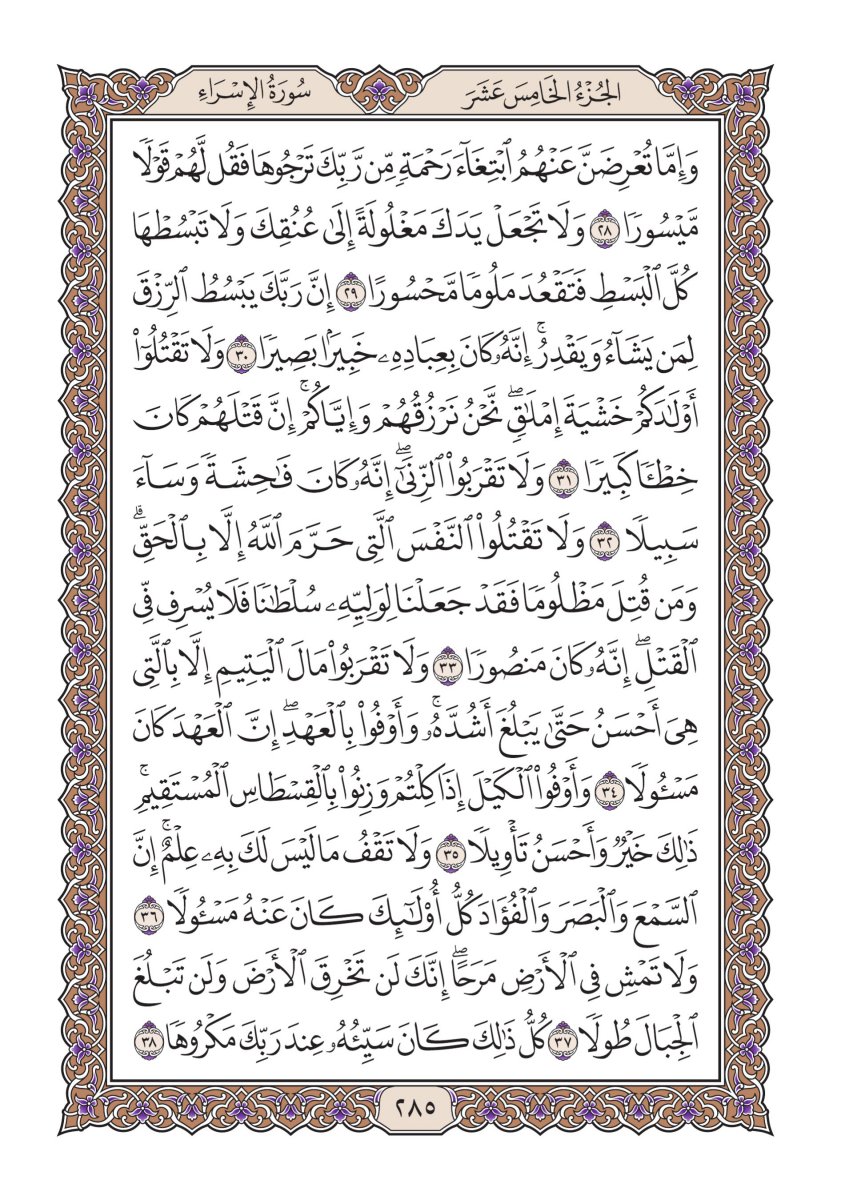 الجُزْءُ الخَامِسَ عَشَرَ
سُورَةُ الإِسْرَاءِ
وَإِمَّا تُعْرِضَنَّ عَنْهُمُ ٱبْتِغَآءَ رَحْمَةٖ مِّن رَّبِّكَ تَرْجُوهَا فَقُل لَّهُمْ قَوْلٗا
مَّيْسُورٗا ٢٨ وَلَا تَجْعَلْ يَدَكَ مَغْلُولَةً إِلَىٰ عُنُقِكَ وَلَا تَبْسُطْهَا
كُلَّ ٱلْبَسْطِ فَتَقْعُدَ مَلُومٗا مَّحْسُورًا ٢٩ إِنَّ رَبَّكَ يَبْسُطُ ٱلرِّزْقَ
لِمَن يَشَآءُ وَيَقْدِرُۚ إِنَّهُۥ كَانَ بِعِبَادِهِۦ خَبِيرَۢا بَصِيرٗا ٣٠ وَلَا تَقْتُلُوٓاْ
أَوْلَٰدَكُمْ خَشْيَةَ إِمْلَٰقٖۖ نَّحْنُ نَرْزُقُهُمْ وَإِيَّاكُمْۚ إِنَّ قَتْلَهُمْ كَانَ
خِطْـٔٗا كَبِيرٗا ٣١ وَلَا تَقْرَبُواْ ٱلزِّنَىٰٓۖ إِنَّهُۥ كَانَ فَٰحِشَةٗ وَسَآءَ
سَبِيلٗا ٣٢ وَلَا تَقْتُلُواْ ٱلنَّفْسَ ٱلَّتِي حَرَّمَ ٱللَّهُ إِلَّا بِٱلْحَقِّۗ
وَمَن قُتِلَ مَظْلُومٗا فَقَدْ جَعَلْنَا لِوَلِيِّهِۦ سُلْطَٰنٗا فَلَا يُسْرِف فِّي
ٱلْقَتْلِۖ إِنَّهُۥ كَانَ مَنصُورٗا ٣٣ وَلَا تَقْرَبُواْ مَالَ ٱلْيَتِيمِ إِلَّا بِٱلَّتِي
هِيَ أَحْسَنُ حَتَّىٰ يَبْلُغَ أَشُدَّهُۥۚ وَأَوْفُواْ بِٱلْعَهْدِۖ إِنَّ ٱلْعَهْدَ كَانَ
مَسْـُٔولٗا ٣٤ وَأَوْفُواْ ٱلْكَيْلَ إِذَا كِلْتُمْ وَزِنُواْ بِٱلْقِسْطَاسِ ٱلْمُسْتَقِيمِۚ
ذَٰلِكَ خَيْرٞ وَأَحْسَنُ تَأْوِيلٗا ٣٥ وَلَا تَقْفُ مَا لَيْسَ لَكَ بِهِۦ عِلْمٌۚ إِنَّ
ٱلسَّمْعَ وَٱلْبَصَرَ وَٱلْفُؤَادَ كُلُّ أُوْلَٰٓئِكَ كَانَ عَنْهُ مَسْـُٔولٗا ٣٦
وَلَا تَمْشِ فِي ٱلْأَرْضِ مَرَحًاۖ إِنَّكَ لَن تَخْرِقَ ٱلْأَرْضَ وَلَن تَبْلُغَ
ٱلْجِبَالَ طُولٗا ٣٧ كُلُّ ذَٰلِكَ كَانَ سَيِّئُهُۥ عِندَ رَبِّكَ مَكْرُوهٗا ٣٨
٢٨٥